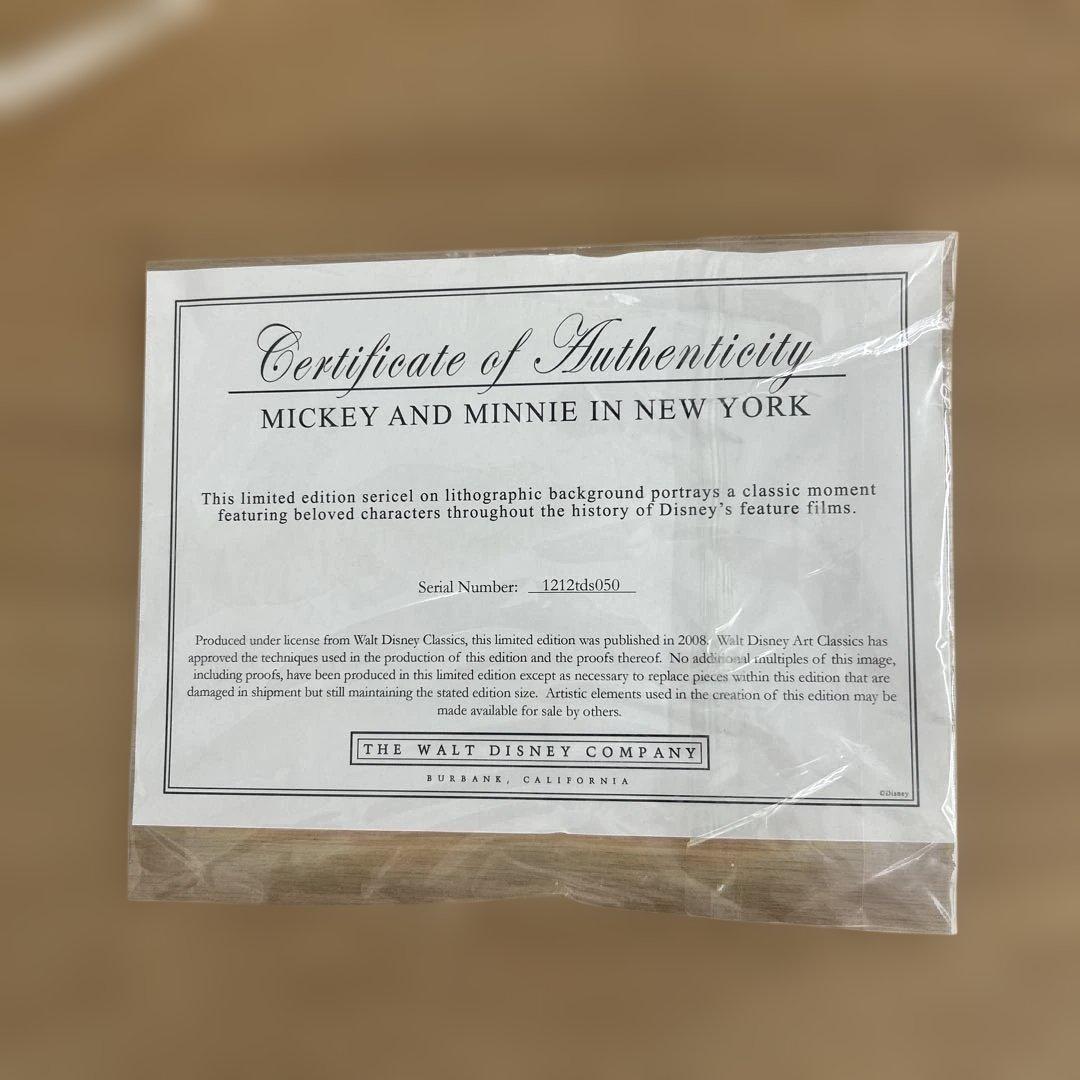 Certificate of Authenticity
MICKEY AND MINNIE IN NEW YORK
This limited edition sericel on lithographic background portrays a classic moment
featuring beloved characters throughout the history of Disney's feature films.
Serial Number: 1212tds050
Produced under license from Walt Disney Classics, this limited edition was published in 2008. Walt Disney Art Classics has
approved the techniques used in the production of this edition and the proofs thereof. No additional multiples of this image,
including proofs, have been produced in this limited edition except as necessary to replace pieces within this edition that are
damaged in shipment but still maintaining the stated edition size. Artistic elements used in the creation of this edition may be
made available for sale by others.
THE WALT DISNEY COMPANY
BURBANK, CALIFORNIA
©Disney